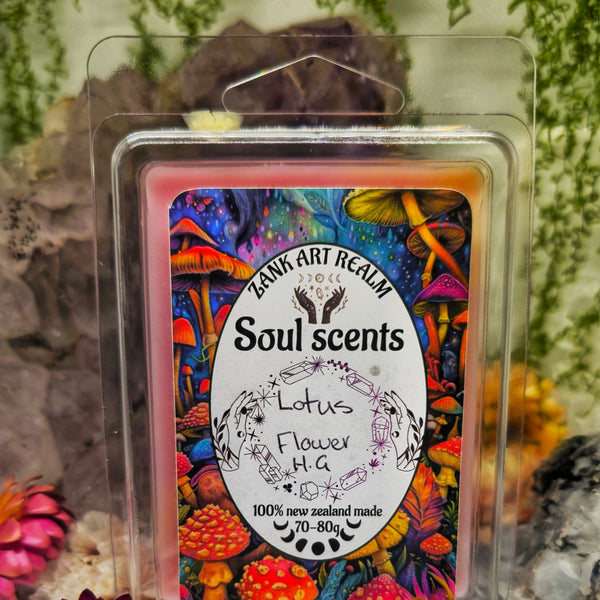 ZANK ART REALM
Soul scents
Lotus
Flower
H.G
100% new zealand made
70-80g